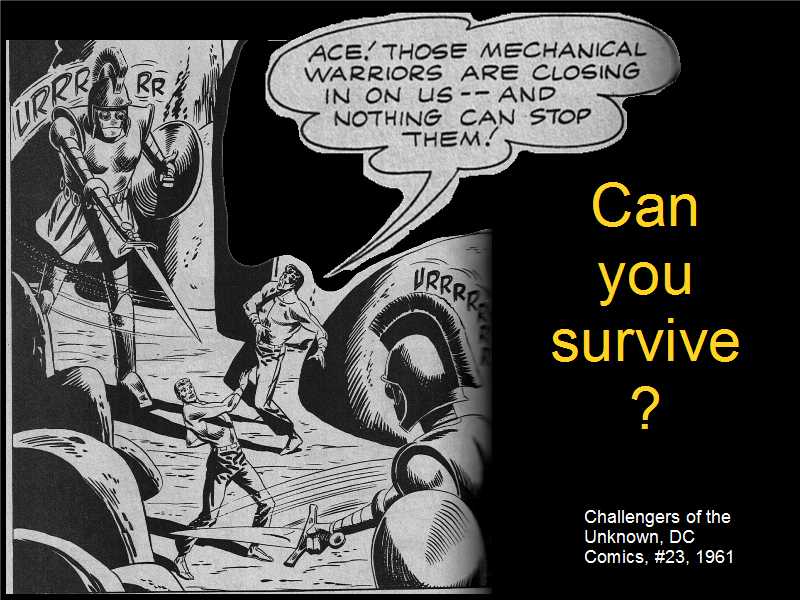 ACE! THOSE MECHANICAL
WARRIORS ARE CLOSING
IN ON US--AND
NOTHING CAN STOP
THEM!
URRRR
RR
URRRR
Can
you
survive
?
Challengers of the
Unknown, DC
Comics, #23, 1961